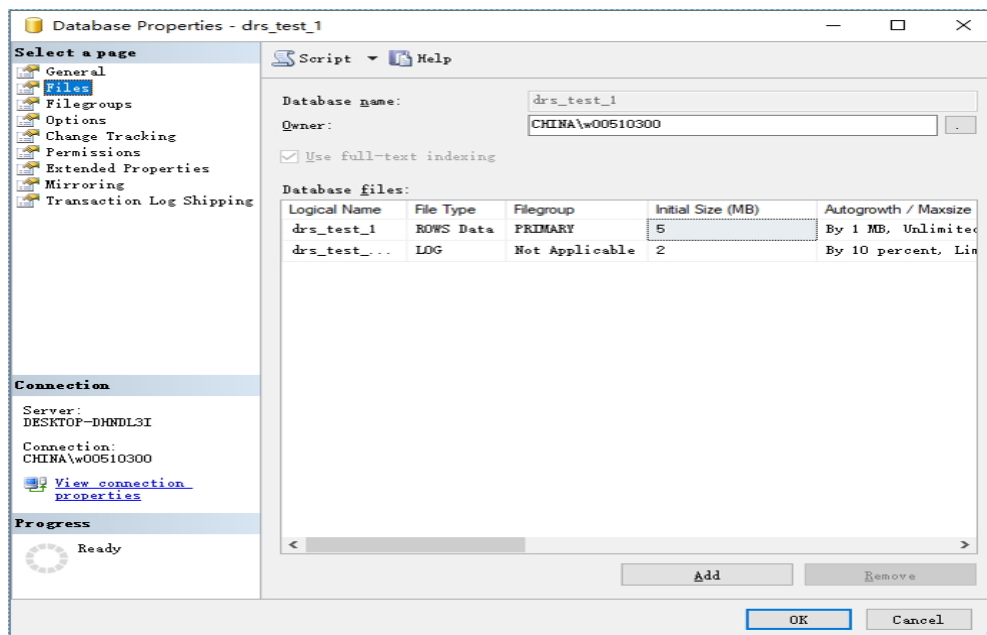 Database Properties - drs_test_1
Select a page
General
Files
Filegroups
Options
Change Tracking
Permissions
Extended Properties
Mirroring
Transaction Log Shipping
Script Help
Database name: drs_test_1
Owner: CHINA\w00510300
Use full-text indexing
Database files:
Logical Name File Type Filegroup Initial Size (MB) Autogrowth / Maxsize
drs_test_1 ROWS Data PRIMARY 5 By 1 MB, Unlimited
drs_test_... LOG Not Applicable 2 By 10 percent, Lim
Connection
Server:
DESKTOP-DHNDL3I
Connection:
CHINA\w00510300
View connection
properties
Progress
Ready
Add Remove
OK Cancel